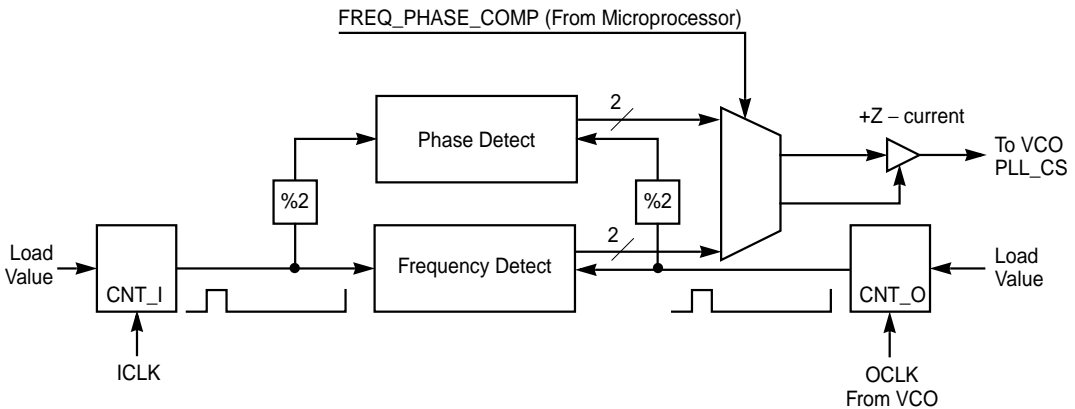 FREQ_PHASE_COMP (From Microprocessor)
2
Phase Detect
+Z – current
To VCO
PLL_CS
%2
%2
Load
Value
2
Frequency Detect
Load
Value
CNT_I
CNT_O
ICLK
OCLK
From VCO